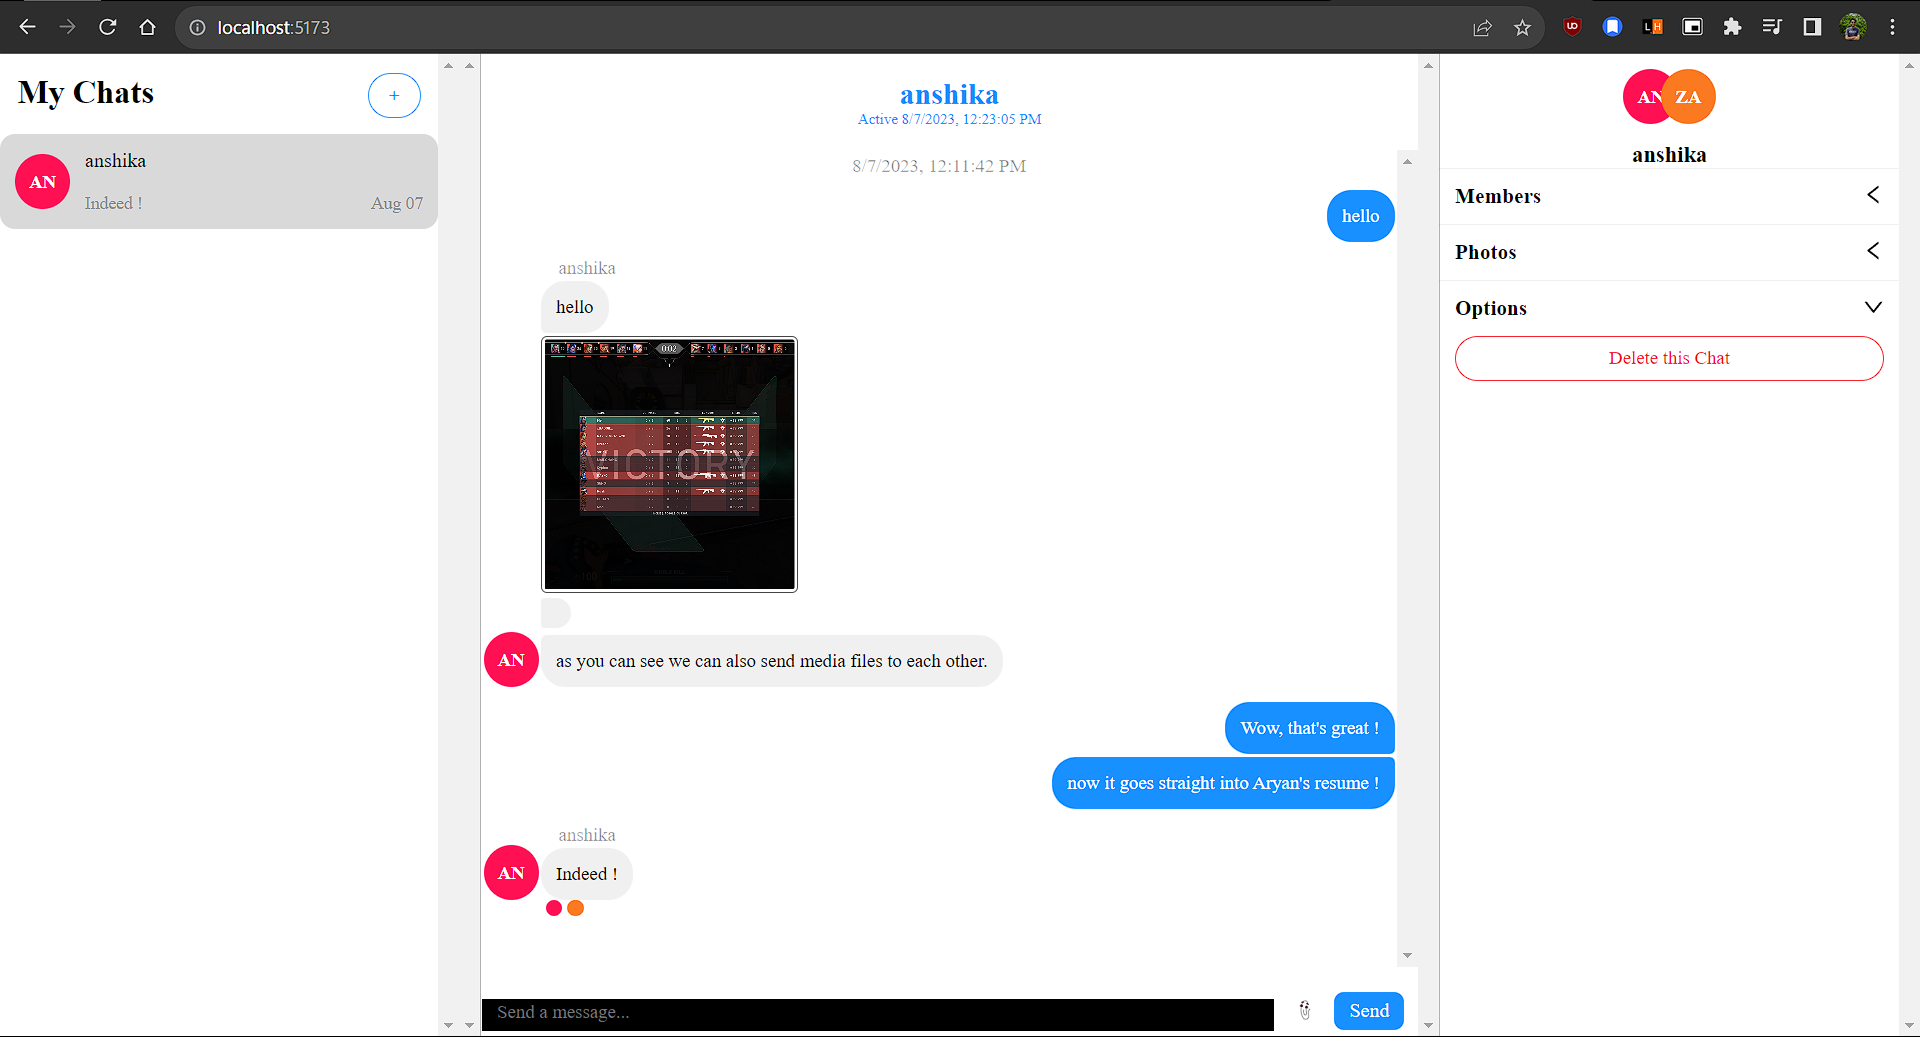 localhost:5173
My Chats
+
AN
anshika
Indeed !
Aug 07
anshika
Active 8/7/2023, 12:23:05 PM
8/7/2023, 12:11:42 PM
hello
anshika
hello
0:02
VICTORY
AN
as you can see we can also send media files to each other.
Wow, that's great !
now it goes straight into Aryan's resume !
anshika
AN
Indeed !
Send a message...
Send
AN
ZA
anshika
Members
Photos
Options
Delete this Chat